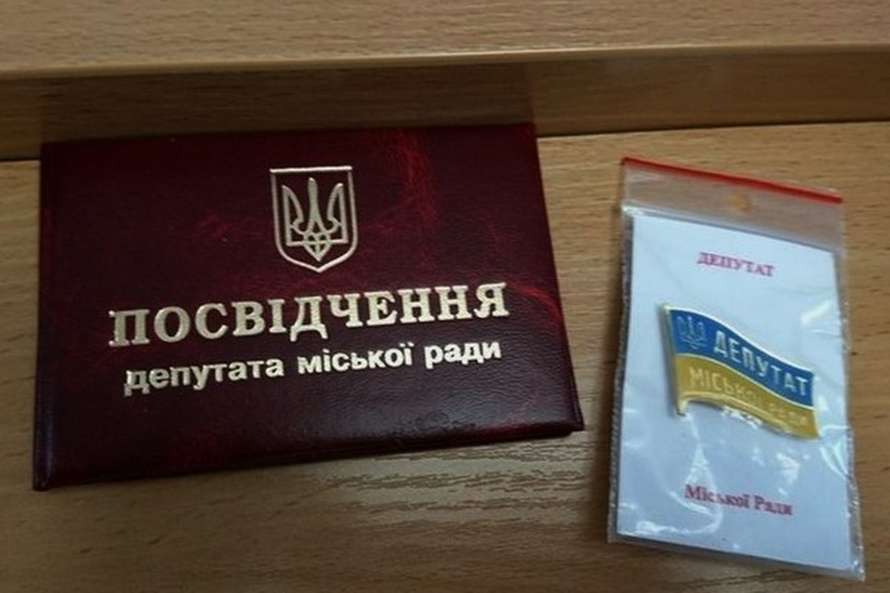 ПОСВІДЧЕННЯ
депутата міської ради
ДЕПУТАТ
ДЕПУТАТ
МІСЬКОЇ РАДИ
Міської Ради